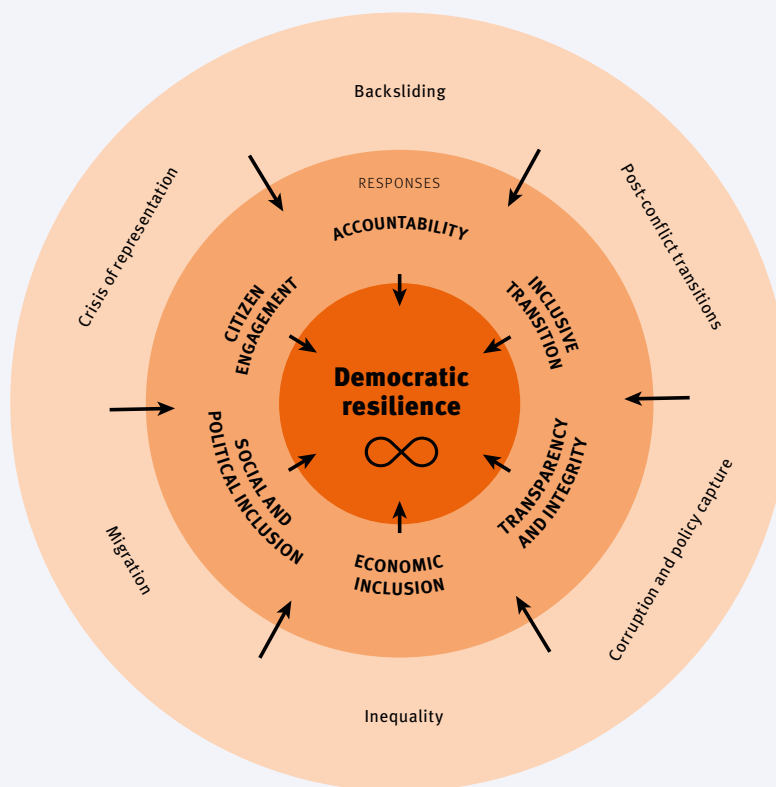 Backsliding
Crisis of representation
Post-conflict transitions
RESPONSES
ACCOUNTABILITY
CITIZEN
ENGAGEMENT
INCLUSIVE
TRANSITION
Democratic
resilience
SOCIAL AND
POLITICAL INCLUSION
TRANSPARENCY
AND INTEGRITY
ECONOMIC
INCLUSION
Migration
Corruption and policy capture
Inequality